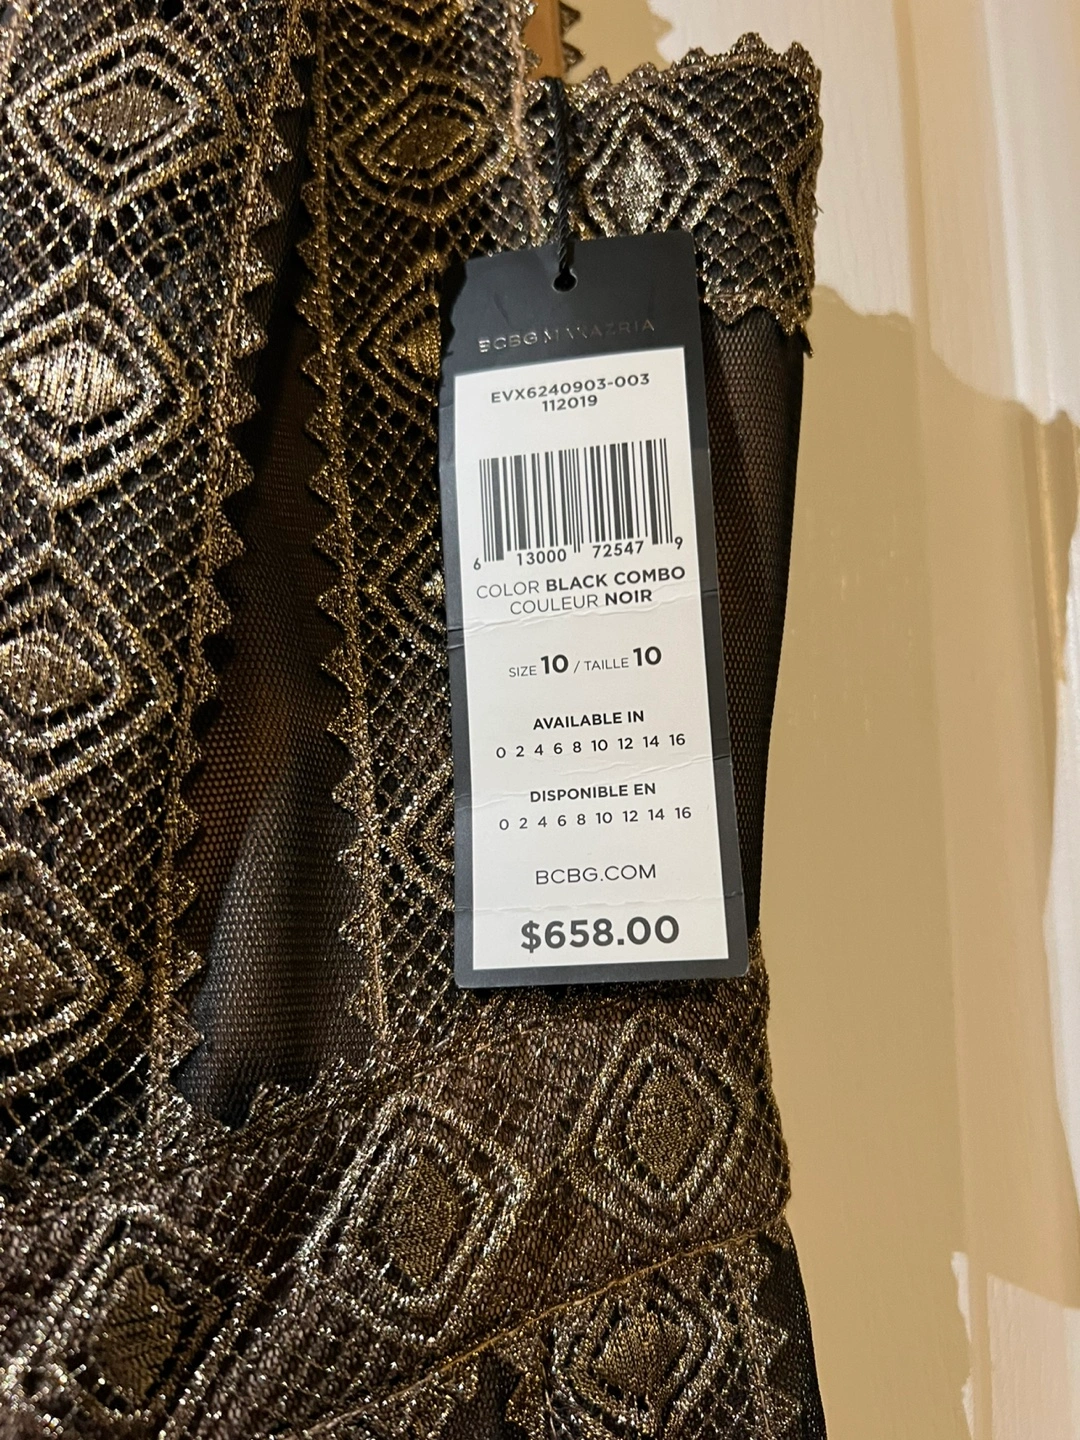 BCBGMAXAZRIA
EVX6240903-003
112019
6 13000 72547 9
COLOR BLACK COMBO
COULEUR NOIR
SIZE 10 / TAILLE 10
AVAILABLE IN
0 2 4 6 8 10 12 14 16
DISPONIBLE EN
0 2 4 6 8 10 12 14 16
BCBG.COM
$658.00